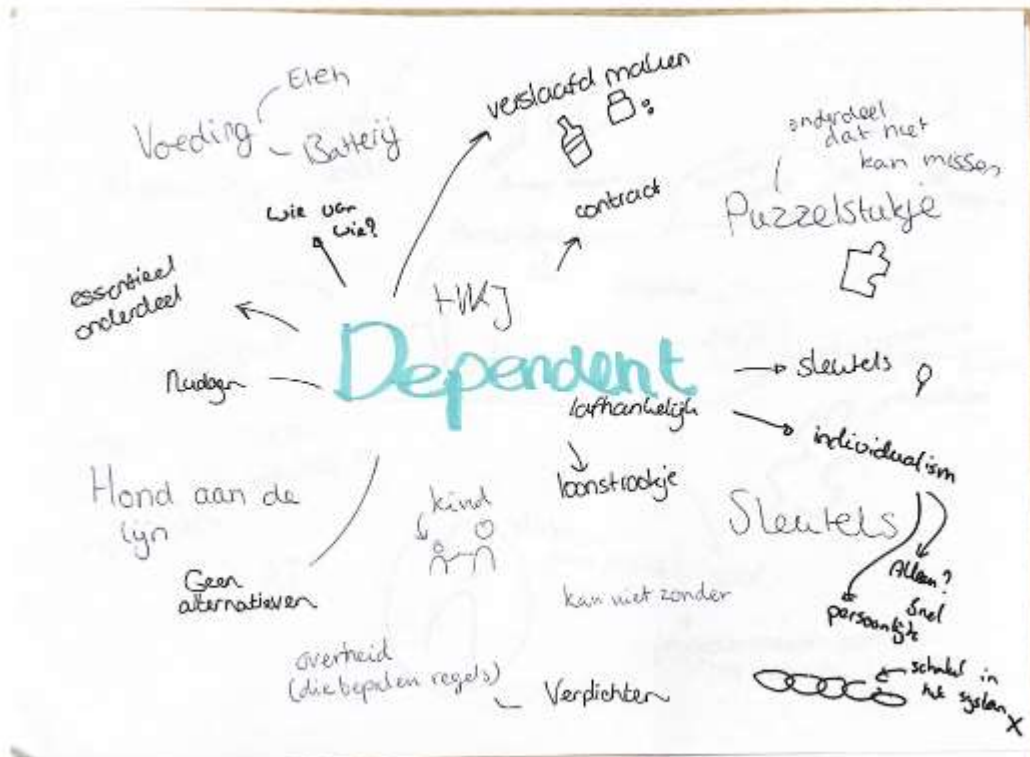 Eten
Voeding
Batterij
verslaafd maken
onderdeel
dat niet
kan missen
Puzzelstukje
wie van
wie?
contract
essentieel
onderdeel
Dependent
afhankelijk
Sleutels
individualism
loonstrookje
Hond aan de
lijn
kind
Sleutels
Alleen?
Snel
persoonlijk
Geen
alternatieven
kan niet zonder
overheid
(die bepalen regels)
Verplichten
schakel in
het systeem
X